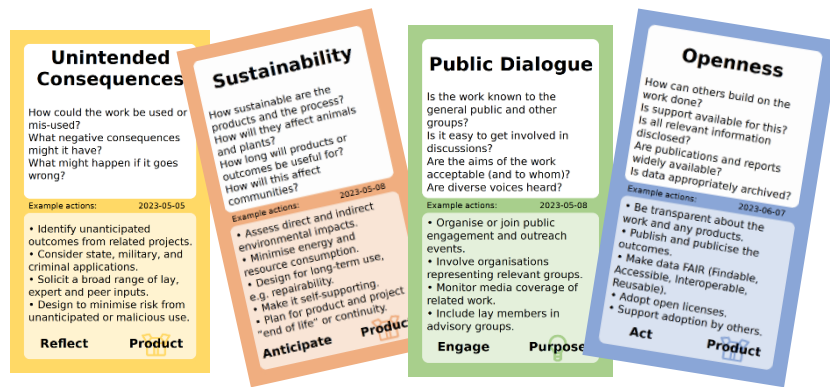 Unintended
Consequences
How could the work be used or
mis-used?
What negative consequences
might it have?
What might happen if it goes
wrong?
Example actions: 2023-05-05
• Identify unanticipated
outcomes from related projects.
• Consider state, military, and
criminal applications.
• Solicit a broad range of lay,
expert and peer inputs.
• Design to minimise risk from
unanticipated or malicious use.
Reflect Product
Sustainability
How sustainable are the
products and the process?
How will they affect animals
and plants?
How long will products or
outcomes be useful for?
How will this affect
communities?
Example actions: 2023-05-08
• Assess direct and indirect
environmental impacts.
• Minimise energy and
resource consumption.
• Design for long-term use,
e.g. repairability.
• Make it self-supporting.
• Plan for product and project
“end of life” or continuity.
Anticipate Produc
Public Dialogue
Is the work known to the
general public and other
groups?
Is it easy to get involved in
discussions?
Are the aims of the work
acceptable (and to whom)?
Are diverse voices heard?
Example actions: 2023-05-08
• Organise or join public
engagement and outreach
events.
• Involve organisations
representing relevant groups.
• Monitor media coverage of
related work.
• Include lay members in
advisory groups.
Engage Purpose
Openness
How can others build on the
work done?
Is support available for this?
Is all relevant information
disclosed?
Are publications and reports
widely available?
Is data appropriately archived?
Example actions: 2023-06-07
• Be transparent about the
work and any products.
• Publish and publicise the
outcomes.
• Make data FAIR (Findable,
Accessible, Interoperable,
Reusable).
• Adopt open licenses.
• Support adoption by others.
Act Product